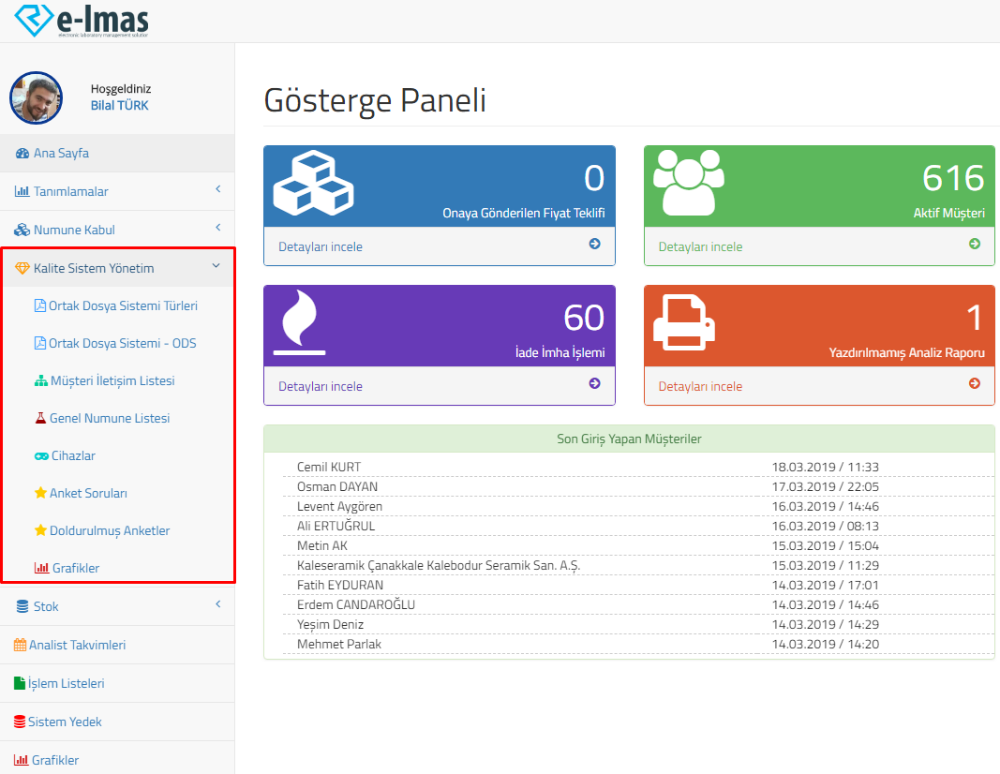 e-lmas
electronic laboratory management solution
Hoşgeldiniz
Bilal TÜRK
Ana Sayfa
Tanımlamalar
Numune Kabul
Kalite Sistem Yönetim
Ortak Dosya Sistemi Türleri
Ortak Dosya Sistemi - ODS
Müşteri İletişim Listesi
Genel Numune Listesi
Cihazlar
Anket Soruları
Doldurulmuş Anketler
Grafikler
Stok
Analist Takvimleri
İşlem Listeleri
Sistem Yedek
Grafikler
Gösterge Paneli
0
Onaya Gönderilen Fiyat Teklifi
Detayları incele
616
Aktif Müşteri
Detayları incele
60
İade İmha İşlemi
Detayları incele
1
Yazdırılmamış Analiz Raporu
Detayları incele
Son Giriş Yapan Müşteriler
Cemil KURT 18.03.2019 / 11:33
Osman DAYAN 17.03.2019 / 22:05
Levent Aygören 16.03.2019 / 14:46
Ali ERTUĞRUL 16.03.2019 / 08:13
Metin AK 15.03.2019 / 15:04
Kaleseramik Çanakkale Kalebodur Seramik San. A.Ş. 15.03.2019 / 11:29
Fatih EYDURAN 14.03.2019 / 17:01
Erdem CANDAROĞLU 14.03.2019 / 14:46
Yeşim Deniz 14.03.2019 / 14:29
Mehmet Parlak 14.03.2019 / 14:20